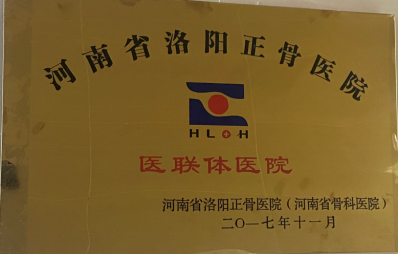 河南省洛阳正骨医院
HLH
医联体医院
河南省洛阳正骨医院（河南省骨科医院）
二〇一七年十一月